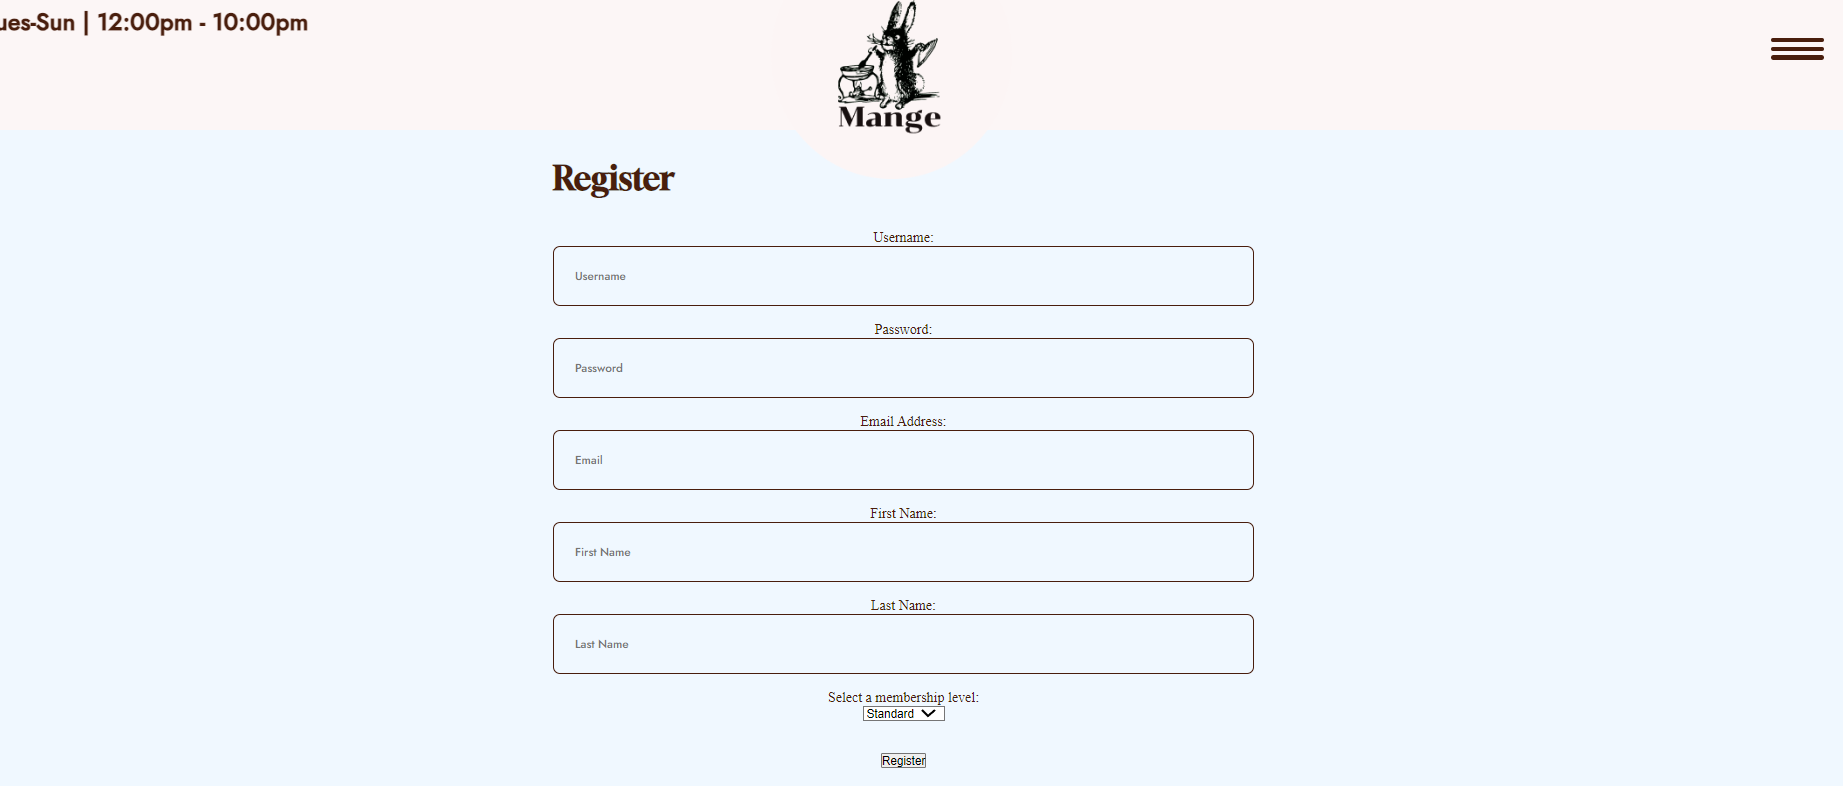 ues-Sun | 12:00pm - 10:00pm
Mange
Register
Username:
Username
Password:
Password
Email Address:
Email
First Name:
First Name
Last Name:
Last Name
Select a membership level:
Standard
Register